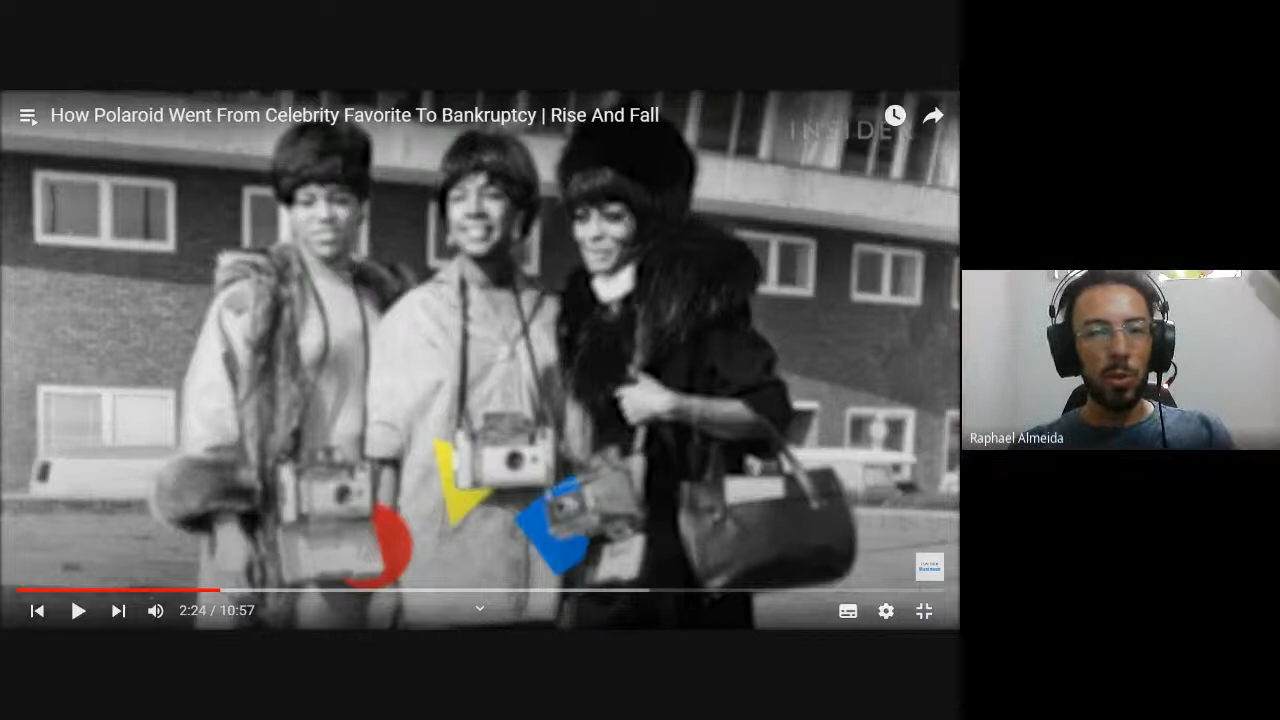 How Polaroid Went From Celebrity Favorite To Bankruptcy | Rise And Fall
INSIDER
2:24 / 10:57
Raphael Almeida